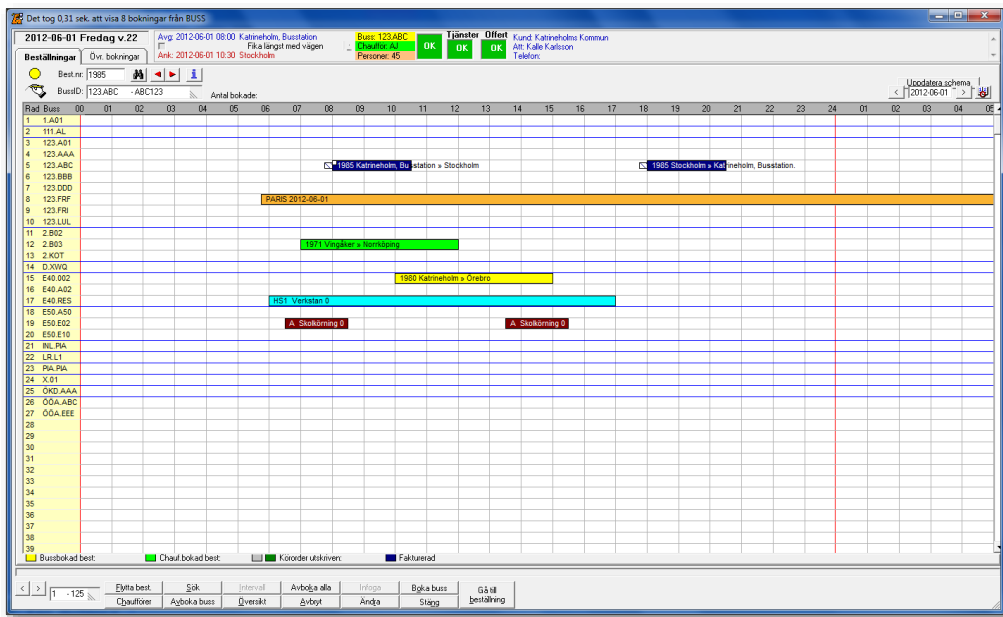 Det tog 0,31 sek. att visa 8 bokningar från BUSS
2012-06-01 Fredag v.22
Avg: 2012-06-01 08:00 Katrineholm, Busstation
Fika längst med vägen
Ank: 2012-06-01 10:30 Stockholm
Buss: 123.ABC
Chaufför: AJ
Personer: 45
OK
Tjänster Offert
OK OK
Kund: Katrineholms Kommun
Att: Kalle Karlsson
Telefon:
Beställningar Övr. bokningar
Best.nr: 1985
BussID: 123.ABC - ABC123
Antal bokade:
Uppdatera schema
< 2012-06-01 >
Rad Buss 00 01 02 03 04 05 06 07 08 09 10 11 12 13 14 15 16 17 18 19 20 21 22 23 24 01 02 03 04 05
1 1.A01
2 111.AL
3 123.A01
4 123.AAA
5 123.ABC 1985 Katrineholm, Busstation » Stockholm 1985 Stockholm » Katrineholm, Busstation.
6 123.BBB
7 123.DDD
8 123.FRF PARIS 2012-06-01
9 123.FRI
10 123.LUL
11 2.B02
12 2.B03 1971 Vingåker » Norrköping
13 2.KOT
14 D.XWQ
15 E40.002 1980 Katrineholm » Örebro
16 E40.A02
17 E40.RES HS1 Verkstan 0
18 E50.A50
19 E50.E02 A Skolkörning 0 A Skolkörning 0
20 E50.E10
21 INL.PIA
22 LR.L1
23 PIA.PIA
24 X.01
25 ÖKD.AAA
26 ÖÖA.ABC
27 ÖÖA.EEE
28
29
30
31
32
33
34
35
36
37
38
39
Bussbokad best: Chauf.bokad best: Körorder utskriven: Fakturerad
< > 1 - 125
Flytta best. Sök Intervall Avboka alla Infoga Boka buss Gå till beställning
Chaufförer Avboka buss Översikt Avbryt Ändra Stäng